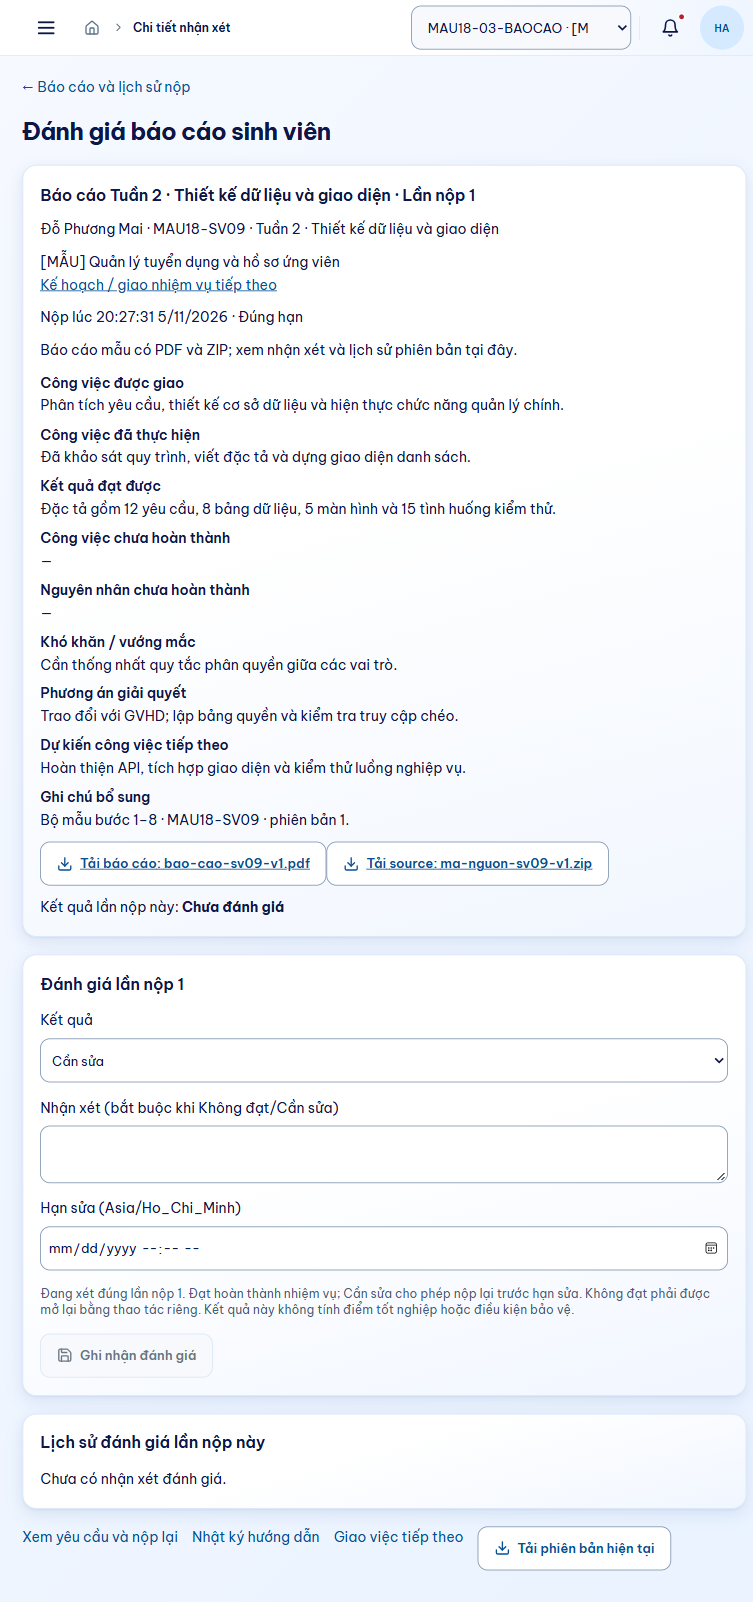 Chi tiết nhận xét
MAU18-03-BAOCAO · [M
HA
← Báo cáo và lịch sử nộp
Đánh giá báo cáo sinh viên
Báo cáo Tuần 2 · Thiết kế dữ liệu và giao diện · Lần nộp 1
Đỗ Phương Mai · MAU18-SV09 · Tuần 2 · Thiết kế dữ liệu và giao diện
[MẪU] Quản lý tuyển dụng và hồ sơ ứng viên
Kế hoạch / giao nhiệm vụ tiếp theo
Nộp lúc 20:27:31 5/11/2026 · Đúng hạn
Báo cáo mẫu có PDF và ZIP; xem nhận xét và lịch sử phiên bản tại đây.
Công việc được giao
Phân tích yêu cầu, thiết kế cơ sở dữ liệu và hiện thực chức năng quản lý chính.
Công việc đã thực hiện
Đã khảo sát quy trình, viết đặc tả và dựng giao diện danh sách.
Kết quả đạt được
Đặc tả gồm 12 yêu cầu, 8 bảng dữ liệu, 5 màn hình và 15 tình huống kiểm thử.
Công việc chưa hoàn thành
—
Nguyên nhân chưa hoàn thành
—
Khó khăn / vướng mắc
Cần thống nhất quy tắc phân quyền giữa các vai trò.
Phương án giải quyết
Trao đổi với GVHD; lập bảng quyền và kiểm tra truy cập chéo.
Dự kiến công việc tiếp theo
Hoàn thiện API, tích hợp giao diện và kiểm thử luồng nghiệp vụ.
Ghi chú bổ sung
Bộ mẫu bước 1–8 · MAU18-SV09 · phiên bản 1.
Tải báo cáo: bao-cao-sv09-v1.pdf Tải source: ma-nguon-sv09-v1.zip
Kết quả lần nộp này: Chưa đánh giá
Đánh giá lần nộp 1
Kết quả
Cần sửa
Nhận xét (bắt buộc khi Không đạt/Cần sửa)
Hạn sửa (Asia/Ho_Chi_Minh)
mm/dd/yyyy --:-- --
Đang xét đúng lần nộp 1. Đạt hoàn thành nhiệm vụ; Cần sửa cho phép nộp lại trước hạn sửa. Không đạt phải được
mở lại bằng thao tác riêng. Kết quả này không tính điểm tốt nghiệp hoặc điều kiện bảo vệ.
Ghi nhận đánh giá
Lịch sử đánh giá lần nộp này
Chưa có nhận xét đánh giá.
Xem yêu cầu và nộp lại Nhật ký hướng dẫn Giao việc tiếp theo Tải phiên bản hiện tại